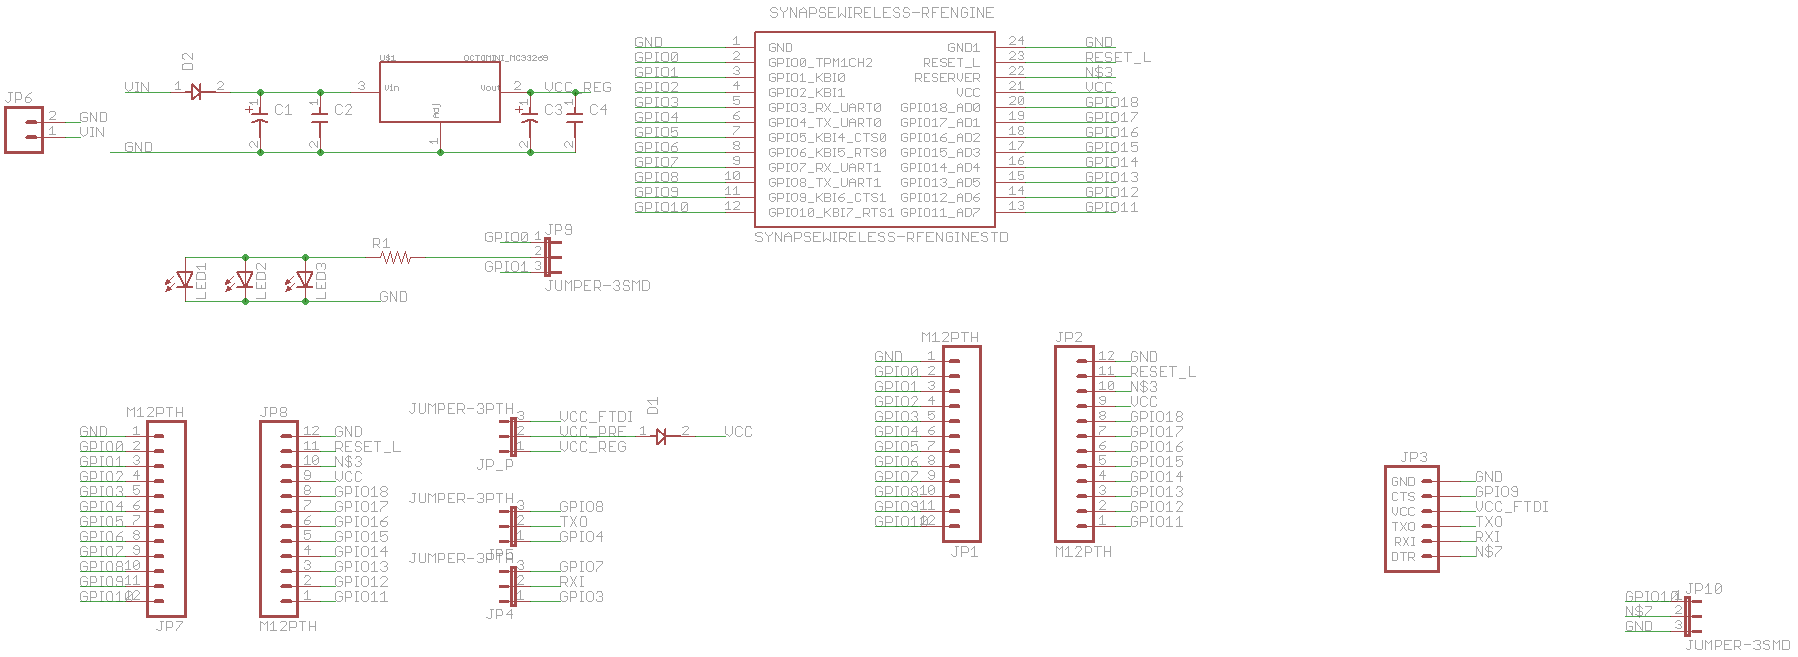 SYNAPSEWIRELESS-RFENGINE
GND 1 GND GND1 24 GND
GPIO0 2 GPIO0_TPM1CH2 RESET_L 23 RESET_L
GPIO1 3 GPIO1_KBI0 RESERVER 22 N$3
GPIO2 4 GPIO2_KBI1 VCC 21 VCC
GPIO3 5 GPIO3_RX_UART0 GPIO18_AD0 20 GPIO18
GPIO4 6 GPIO4_TX_UART0 GPIO17_AD1 19 GPIO17
GPIO5 7 GPIO5_KBI4_CTS0 GPIO16_AD2 18 GPIO16
GPIO6 8 GPIO6_KBI5_RTS0 GPIO15_AD3 17 GPIO15
GPIO7 9 GPIO7_RX_UART1 GPIO14_AD4 16 GPIO14
GPIO8 10 GPIO8_TX_UART1 GPIO13_AD5 15 GPIO13
GPIO9 11 GPIO9_KBI6_CTS1 GPIO12_AD6 14 GPIO12
GPIO10 12 GPIO10_KBI7_RTS1 GPIO11_AD7 13 GPIO11
SYNAPSEWIRELESS-RFENGINESTD
JP6
2 GND
1 VIN
D2
VIN 1 2
U$1 OCTOMINI_MC33269
3 Vin Vout 2 VCC_REG
Adj
1
+ 1 C1 2
1 C2 2
+ 1 C3 2
1 C4 2
GND
R1
LED1 LED2 LED3
GND
JP9
GPIO0 1
2
GPIO1 3
JUMPER-3SMD
M12PTH
GND 1
GPIO0 2
GPIO1 3
GPIO2 4
GPIO3 5
GPIO4 6
GPIO5 7
GPIO6 8
GPIO7 9
GPIO8 10
GPIO9 11
GPIO10 12
JP1
JP2
12 GND
11 RESET_L
10 N$3
9 VCC
8 GPIO18
7 GPIO17
6 GPIO16
5 GPIO15
4 GPIO14
3 GPIO13
2 GPIO12
1 GPIO11
M12PTH
M12PTH
GND 1
GPIO0 2
GPIO1 3
GPIO2 4
GPIO3 5
GPIO4 6
GPIO5 7
GPIO6 8
GPIO7 9
GPIO8 10
GPIO9 11
GPIO10 12
JP7
JP8
12 GND
11 RESET_L
10 N$3
9 VCC
8 GPIO18
7 GPIO17
6 GPIO16
5 GPIO15
4 GPIO14
3 GPIO13
2 GPIO12
1 GPIO11
M12PTH
JUMPER-3PTH
3 VCC_FTDI
2 VCC_PRE
1 VCC_REG
JP_P
D1
1 2 VCC
JUMPER-3PTH
3 GPIO8
2 TXO
1 GPIO4
JP5
JUMPER-3PTH
3 GPIO7
2 RXI
1 GPIO3
JP4
JP3
GND GND
CTS GPIO9
VCC VCC_FTDI
TXO TXO
RXI RXI
DTR N$7
JP10
GPIO10 1
N$7 2
GND 3
JUMPER-3SMD